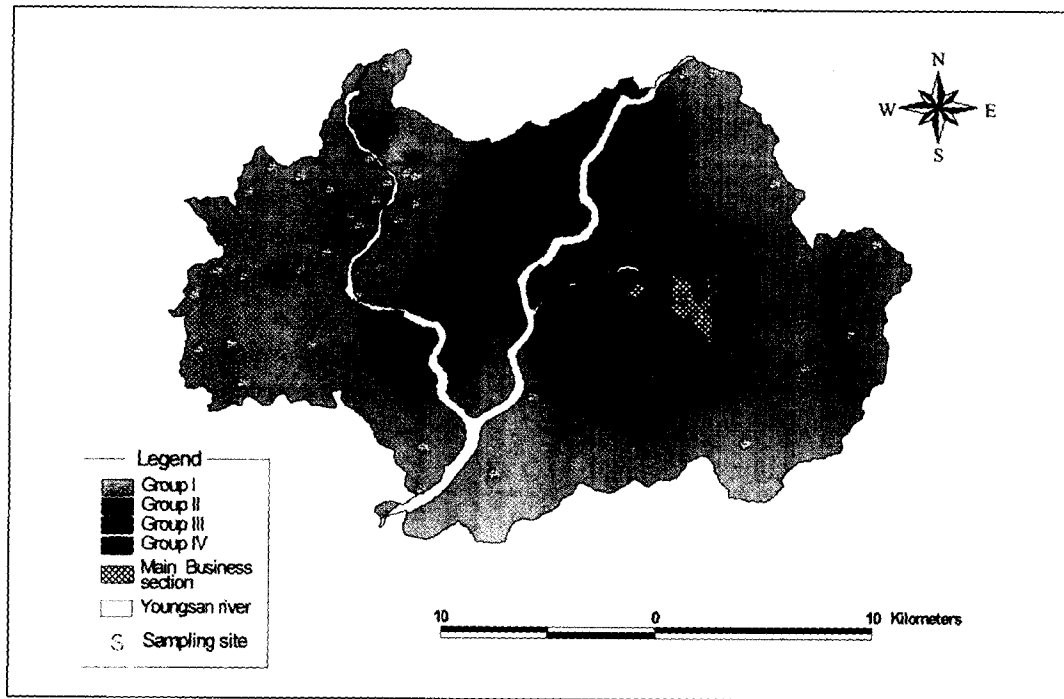 N
W E
S
Legend
Group I
Group II
Group III
Group IV
Main Business
section
Youngsan river
S Sampling site
10 0 10 Kilometers